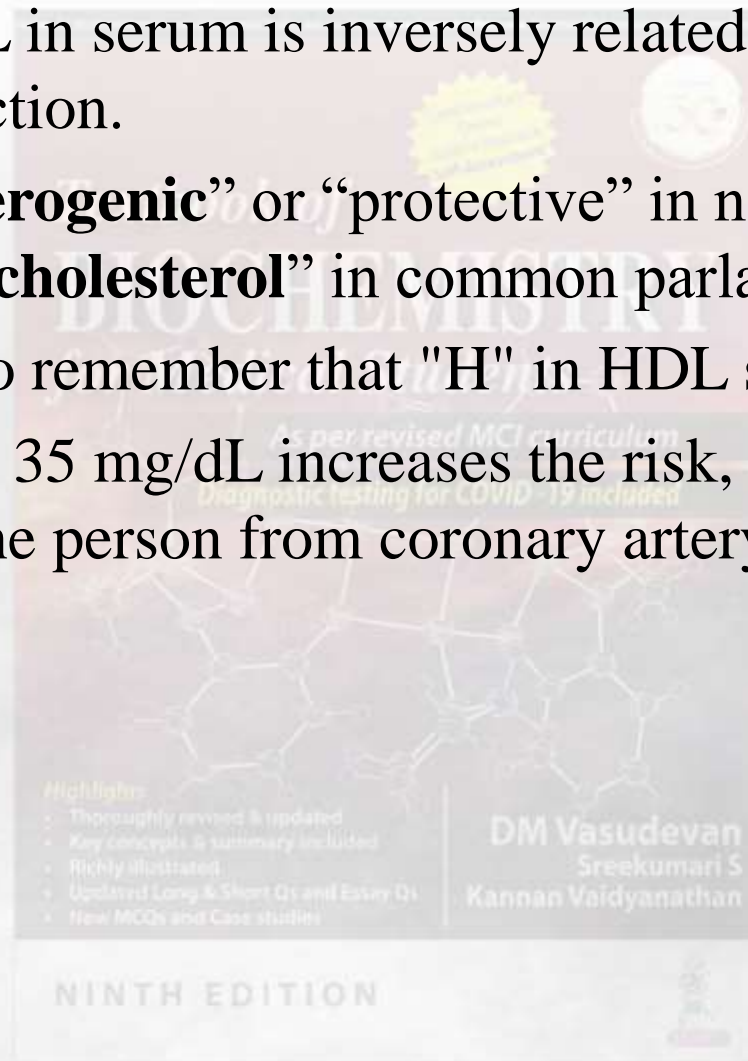 L in serum is inversely related
ction.
erogenic” or “protective” in n
cholesterol” in common parla
o remember that "H" in HDL s
35 mg/dL increases the risk,
ne person from coronary artery
Textbook of
BIOCHEMISTRY
As per revised MCI curriculum
Diagnostic testing for COVID-19 included
Highlights
• Thoroughly revised & updated
• Key concepts & summary included
• Richly illustrated
• Updated Long & Short Qs and Essay Qs
• New MCQs and Case studies
DM Vasudevan
Sreekumari S
Kannan Vaidyanathan
NINTH EDITION